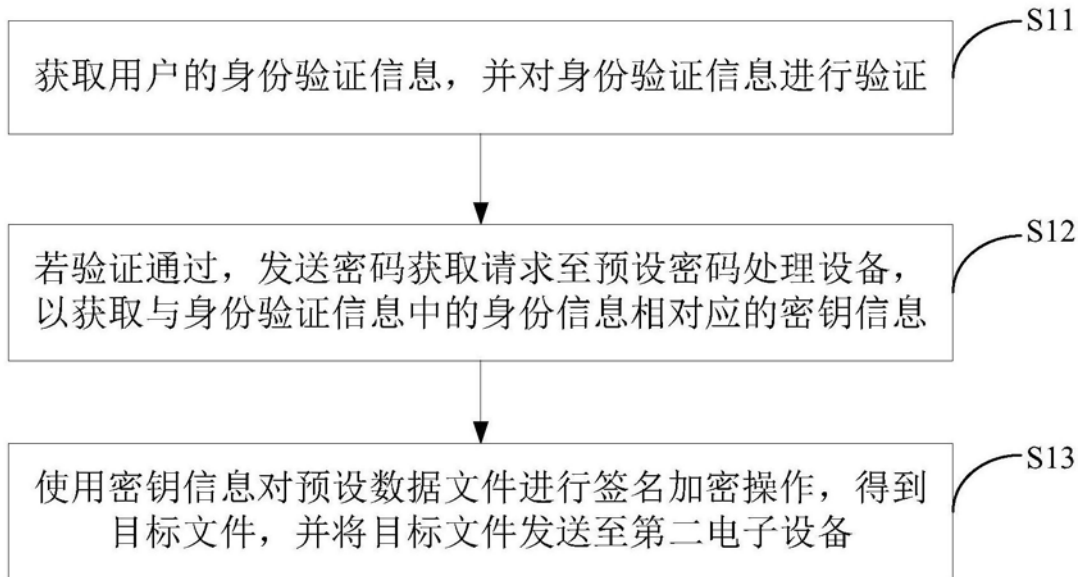 S11
获取用户的身份验证信息，并对身份验证信息进行验证
S12
若验证通过，发送密码获取请求至预设密码处理设备，
以获取与身份验证信息中的身份信息相对应的密钥信息
S13
使用密钥信息对预设数据文件进行签名加密操作，得到
目标文件，并将目标文件发送至第二电子设备